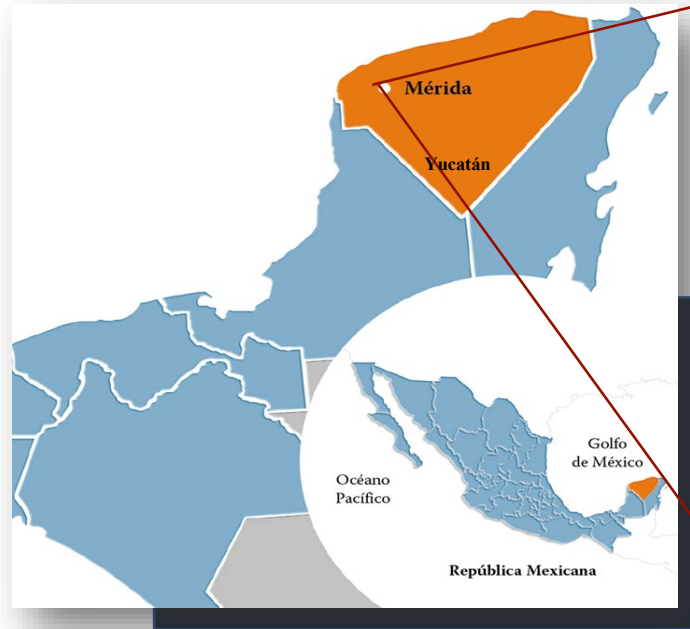 Mérida
Yucatán
Golfo
de México
Océano
Pacífico
República Mexicana